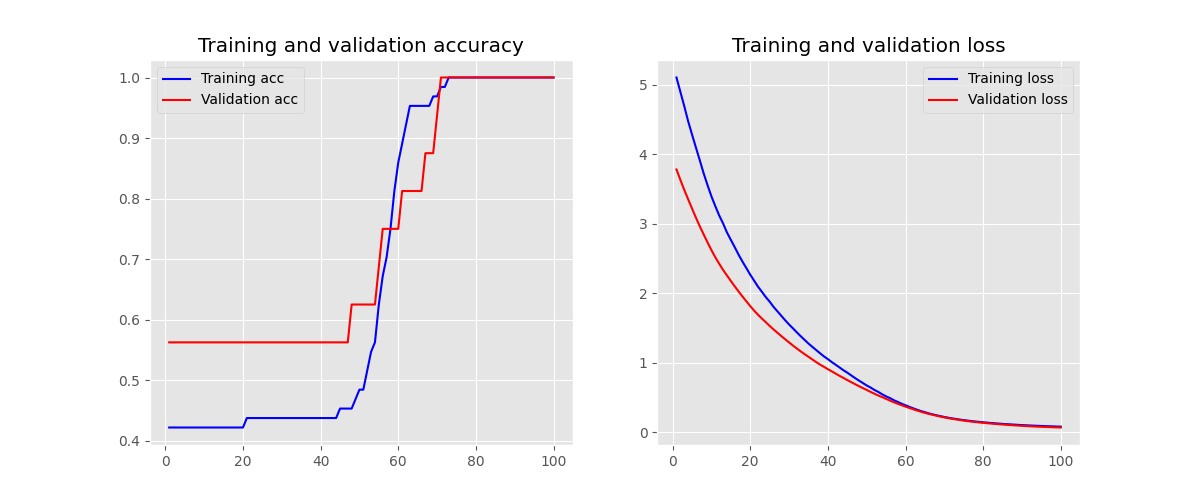 Training and validation accuracy
Training acc
Validation acc
1.0
0.9
0.8
0.7
0.6
0.5
0.4
0 20 40 60 80 100
Training and validation loss
Training loss
Validation loss
5
4
3
2
1
0
0 20 40 60 80 100